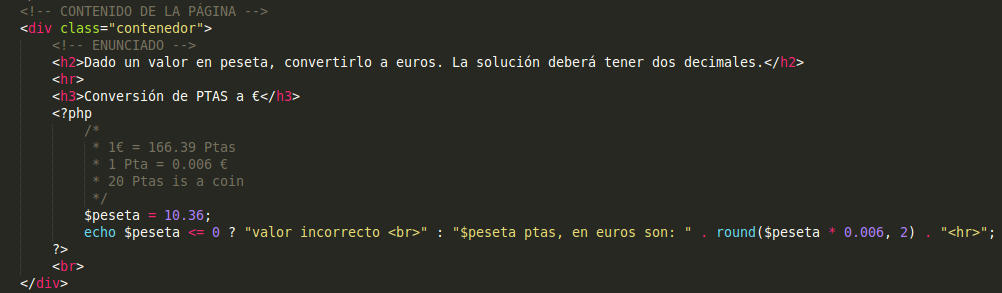 <!-- CONTENIDO DE LA PÁGINA -->
<div class="contenedor">
<!-- ENUNCIADO -->
<h2>Dado un valor en peseta, convertirlo a euros. La solución deberá tener dos decimales.</h2>
<hr>
<h3>Conversión de PTAS a €</h3>
<?php
/*
* 1€ = 166.39 Ptas
* 1 Pta = 0.006 €
* 20 Ptas is a coin
*/
$peseta = 10.36;
echo $peseta <= 0 ? "valor incorrecto <br>" : "$peseta ptas, en euros son: " . round($peseta * 0.006, 2) . "<hr>";
?>
<br>
</div>